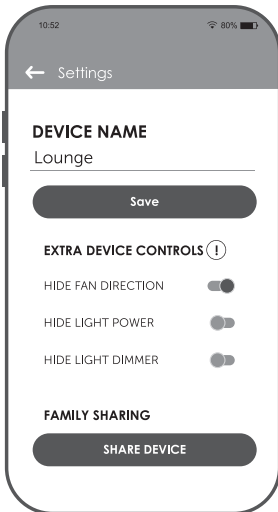 10:52 80%
Settings
DEVICE NAME
Lounge
Save
EXTRA DEVICE CONTROLS !
HIDE FAN DIRECTION
HIDE LIGHT POWER
HIDE LIGHT DIMMER
FAMILY SHARING
SHARE DEVICE